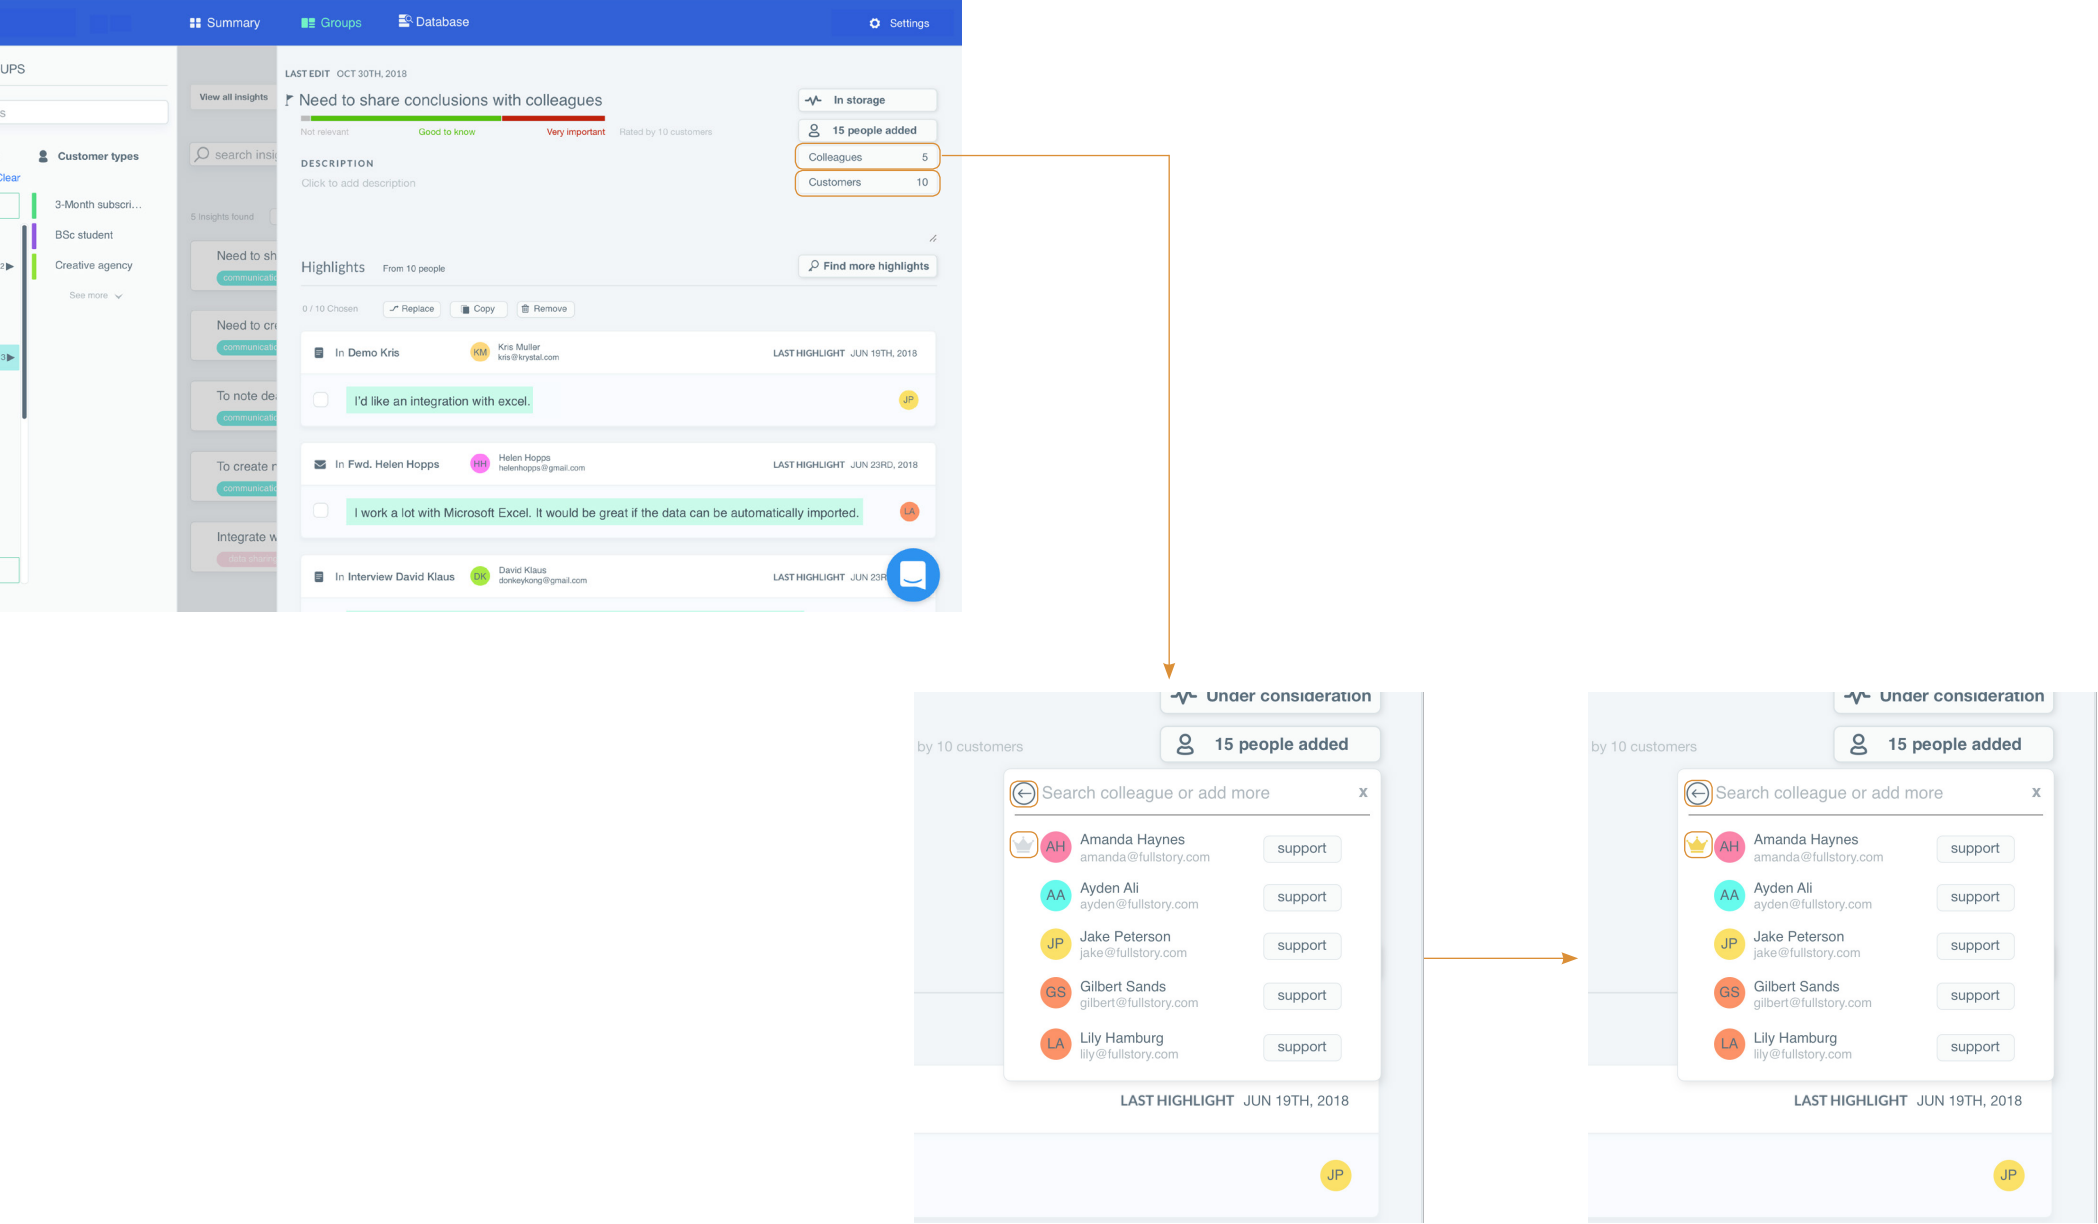 Summary
Groups
Database
Settings
UPS
s
Customer types
Clear
3-Month subscri...
BSc student
2
Creative agency
See more
3
View all insights
search insi
5 insights found
Need to sh
communicatio
Need to cre
communicatio
To note de
communicatio
To create n
communicatio
Integrate w
data sharing
LAST EDIT OCT 30TH, 2018
Need to share conclusions with colleagues
Not relevant
Good to know
Very important
Rated by 10 customers
DESCRIPTION
Click to add description
In storage
15 people added
Colleagues 5
Customers 10
Highlights From 10 people
Find more highlights
0 / 10 Chosen
Replace
Copy
Remove
In Demo Kris
KM
Kris Muller
kris@krystal.com
LAST HIGHLIGHT JUN 19TH, 2018
I'd like an integration with excel.
JP
In Fwd. Helen Hopps
HH
Helen Hopps
helenhopps@gmail.com
LAST HIGHLIGHT JUN 23RD, 2018
I work a lot with Microsoft Excel. It would be great if the data can be automatically imported.
LA
In Interview David Klaus
DK
David Klaus
donkeykong@gmail.com
LAST HIGHLIGHT JUN 23R
Under consideration
by 10 customers
15 people added
Search colleague or add more x
AH
Amanda Haynes
amanda@fullstory.com
support
AA
Ayden Ali
ayden@fullstory.com
support
JP
Jake Peterson
jake@fullstory.com
support
GS
Gilbert Sands
gilbert@fullstory.com
support
LA
Lily Hamburg
lily@fullstory.com
support
LAST HIGHLIGHT JUN 19TH, 2018
JP
Under consideration
by 10 customers
15 people added
Search colleague or add more x
AH
Amanda Haynes
amanda@fullstory.com
support
AA
Ayden Ali
ayden@fullstory.com
support
JP
Jake Peterson
jake@fullstory.com
support
GS
Gilbert Sands
gilbert@fullstory.com
support
LA
Lily Hamburg
lily@fullstory.com
support
LAST HIGHLIGHT JUN 19TH, 2018
JP